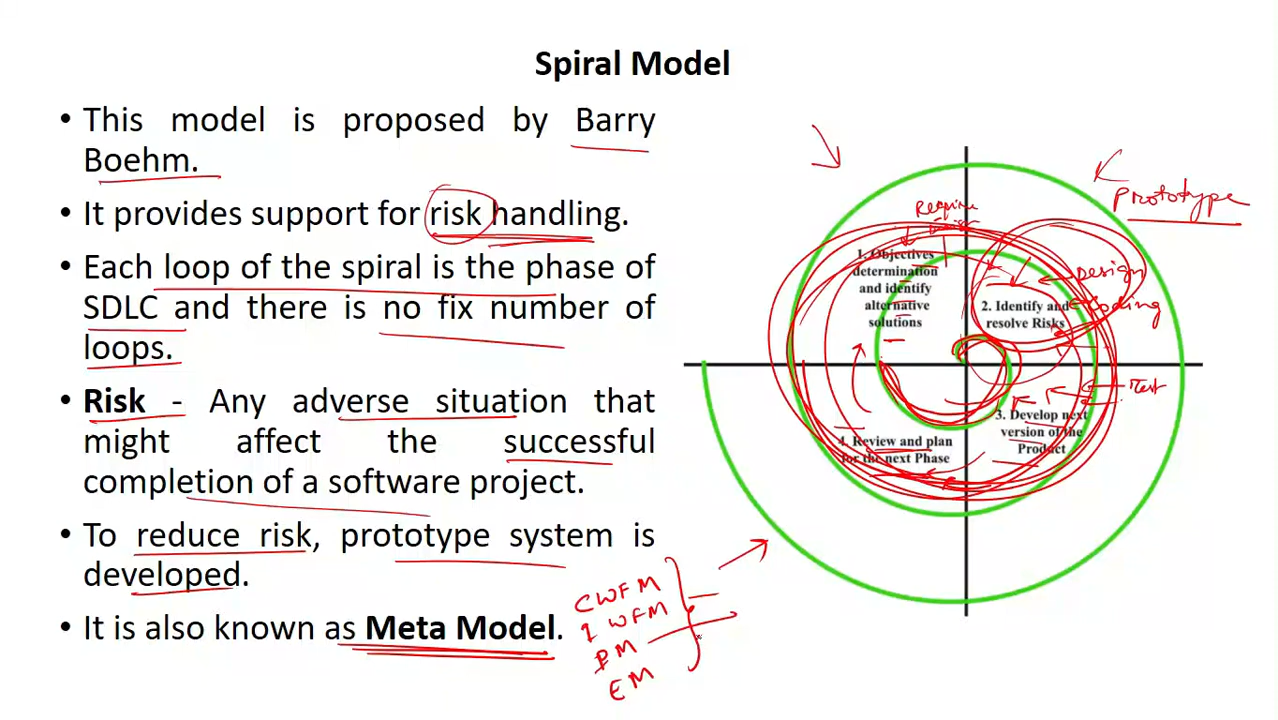 Spiral Model
• This model is proposed by Barry
Boehm.
• It provides support for risk handling.
• Each loop of the spiral is the phase of
SDLC and there is no fix number of
loops.
• Risk - Any adverse situation that
might affect the successful
completion of a software project.
• To reduce risk, prototype system is
developed.
• It is also known as Meta Model.
CWFM
IWFM
PM
EM
Prototype
Require
1. Objectives
determination
and identify
alternative
solutions
Design
Coding
2. Identify and
resolve Risks
Test
3. Develop next
version of the
Product
4. Review and plan
for the next Phase